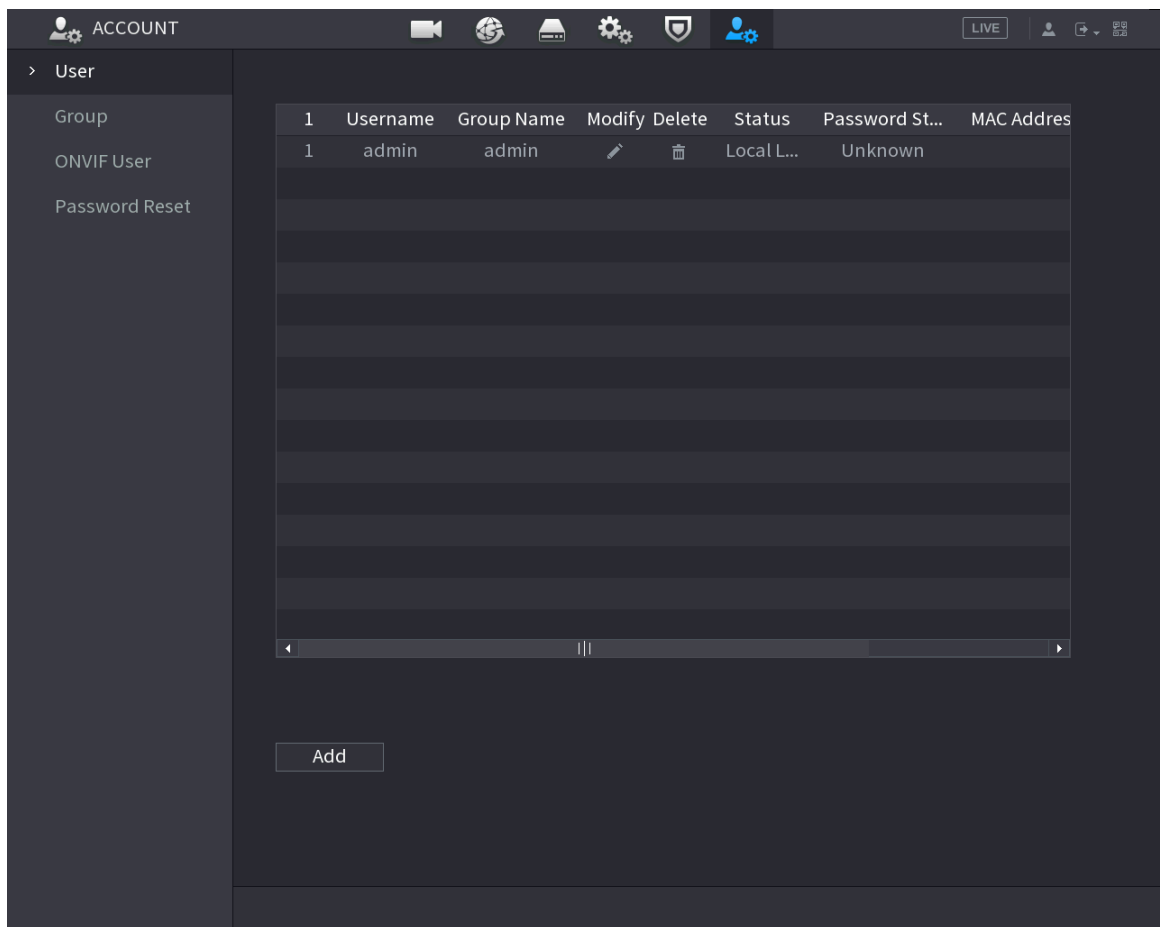 ACCOUNT LIVE
User
Group
ONVIF User
Password Reset
1 Username Group Name Modify Delete Status Password St... MAC Addres
1 admin admin Local L... Unknown
Add